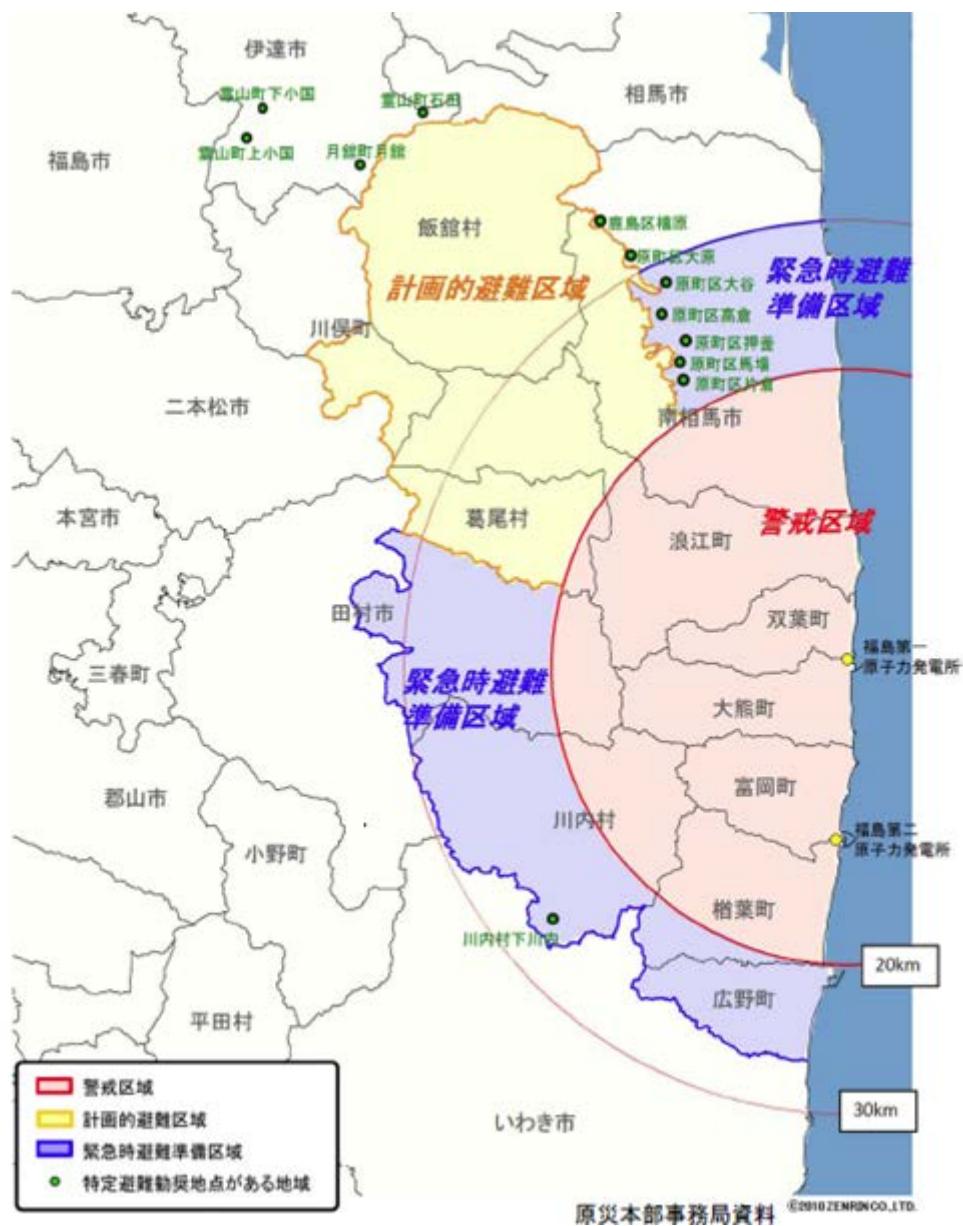 伊達市
相馬市
霊山町下小国
霊山町石田
霊山町上小国
月舘町月舘
福島市
飯舘村
鹿島区橲原
原町区大原
計画的避難区域
緊急時避難
準備区域
原町区大谷
原町区高倉
川俣町
原町区押釜
原町区馬場
原町区片倉
二本松市
南相馬市
本宮市
葛尾村
警戒区域
浪江町
田村市
双葉町
福島第一
原子力発電所
三春町
緊急時避難
準備区域
大熊町
富岡町
郡山市
川内村
小野町
福島第二
原子力発電所
楢葉町
川内村下川内
20km
広野町
平田村
警戒区域
計画的避難区域
緊急時避難準備区域
特定避難勧奨地点がある地域
30km
いわき市
原災本部事務局資料
©2010 ZENRIN CO., LTD.